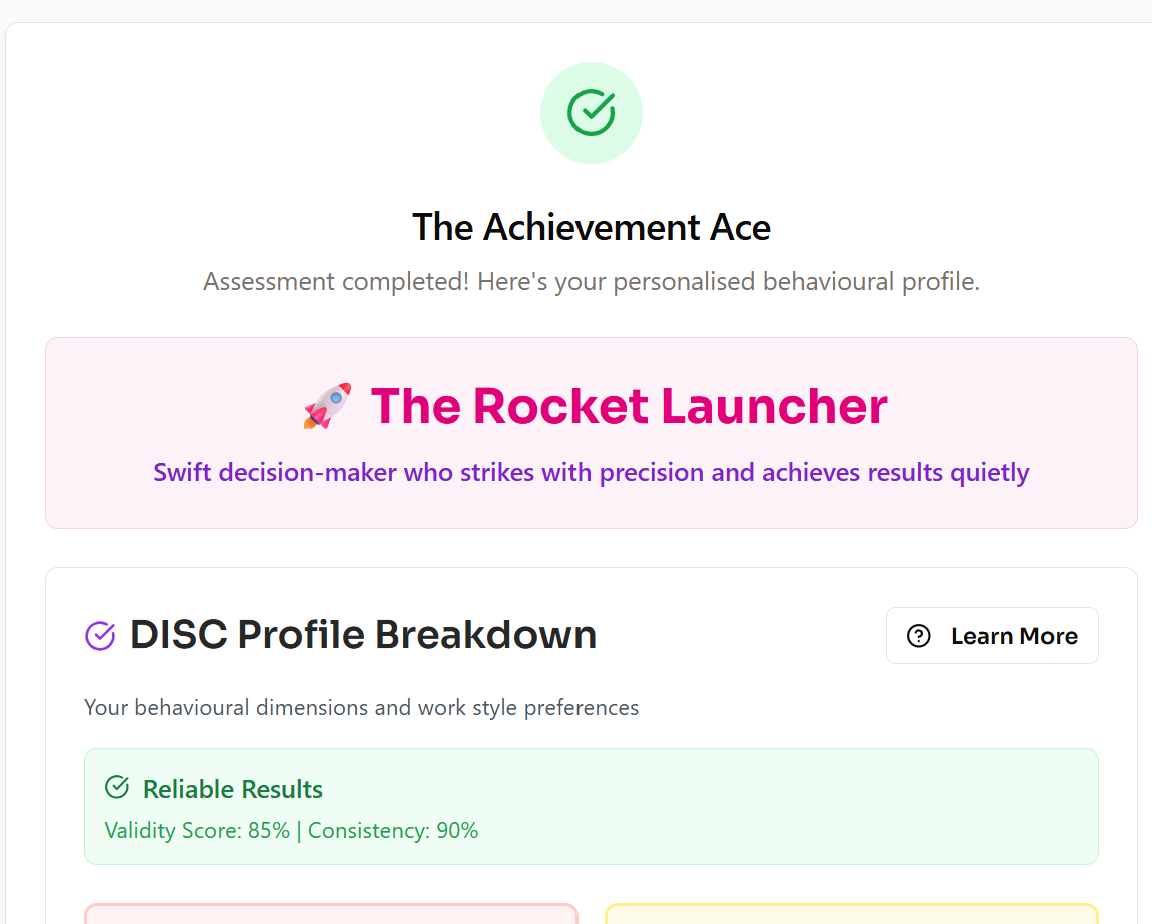 The Achievement Ace
Assessment completed! Here's your personalised behavioural profile.
🚀 The Rocket Launcher
Swift decision-maker who strikes with precision and achieves results quietly
DISC Profile Breakdown
Learn More
Your behavioural dimensions and work style preferences
Reliable Results
Validity Score: 85% | Consistency: 90%